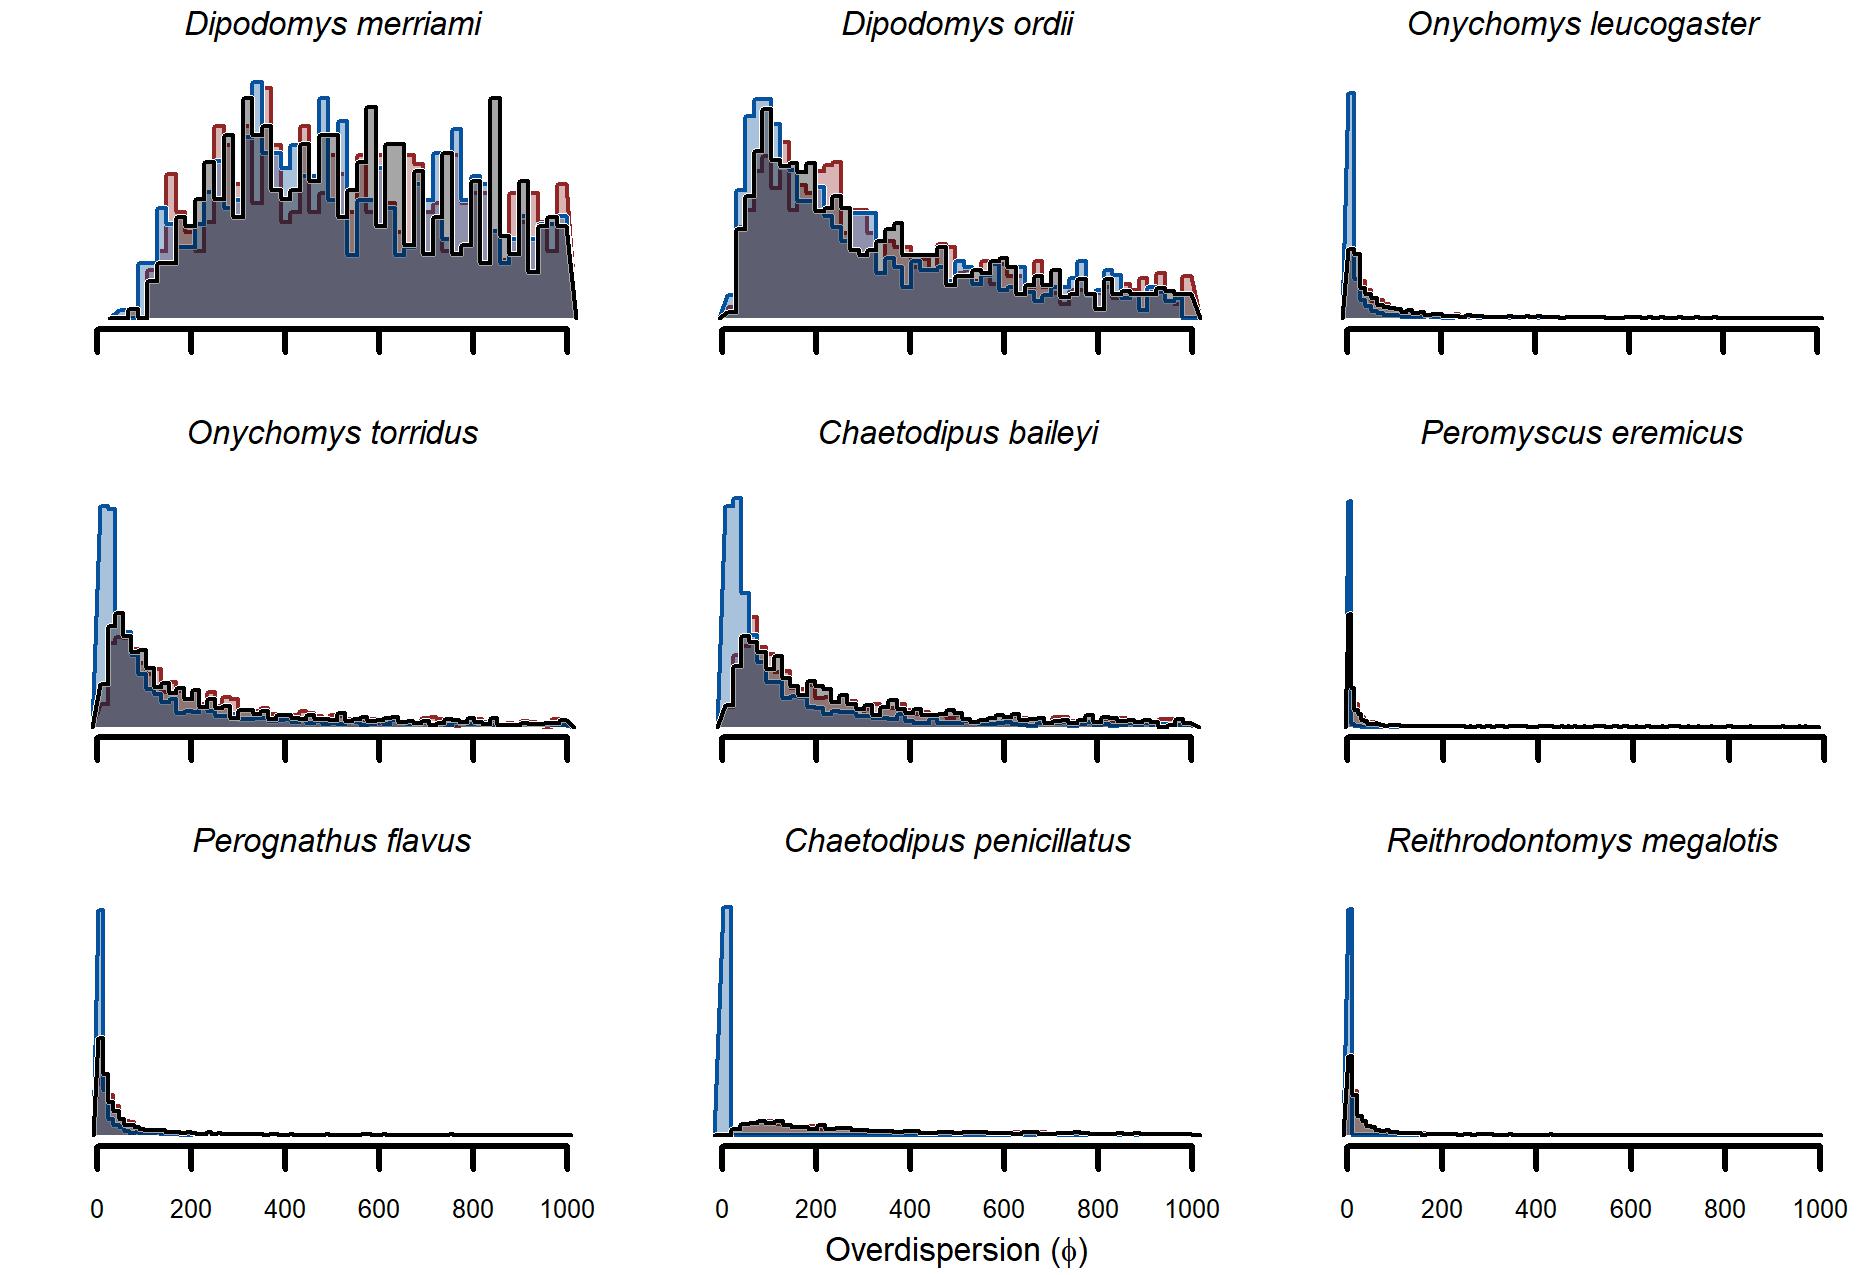 Dipodomys merriami Dipodomys ordii Onychomys leucogaster
Onychomys torridus Chaetodipus baileyi Peromyscus eremicus
Perognathus flavus Chaetodipus penicillatus Reithrodontomys megalotis
0 200 400 600 800 1000 0 200 400 600 800 1000 0 200 400 600 800 1000
Overdispersion (ϕ)